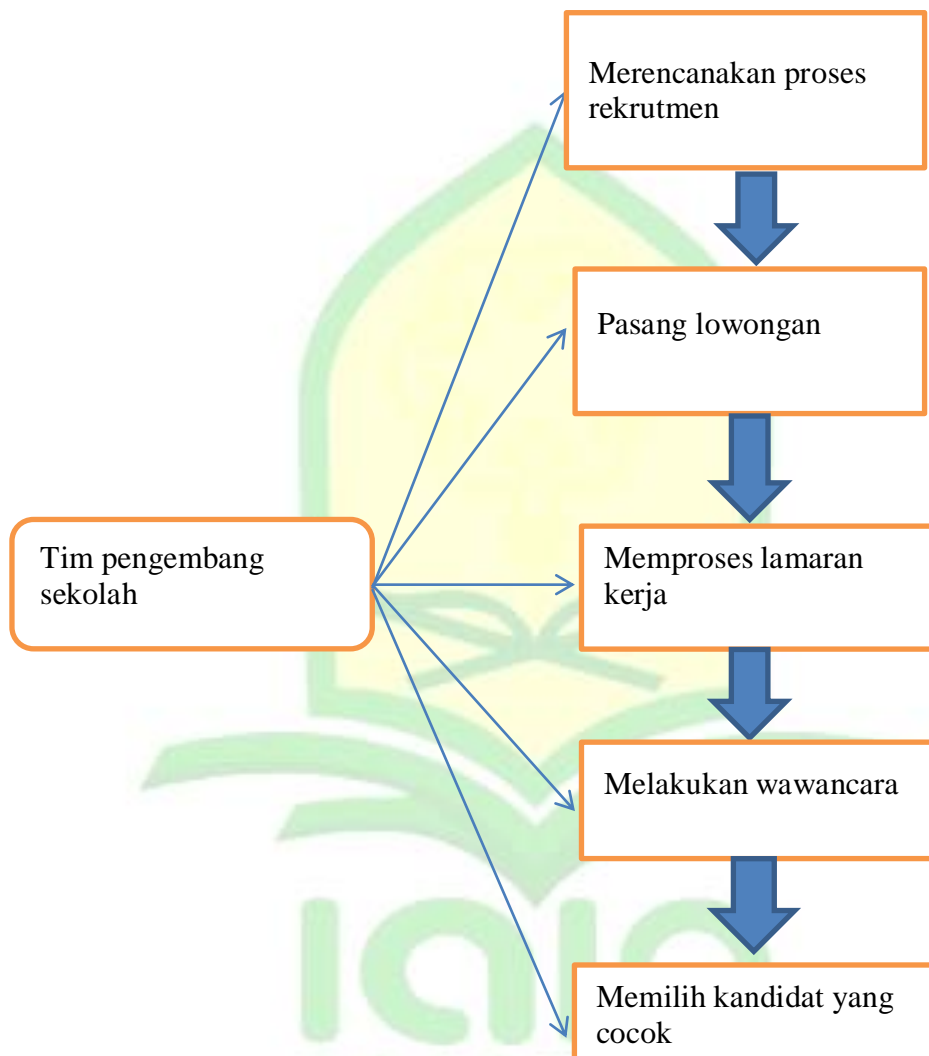 Merencanakan proses
rekrutmen
Pasang lowongan
Tim pengembang
sekolah
Memproses lamaran
kerja
Melakukan wawancara
Memilih kandidat yang
cocok